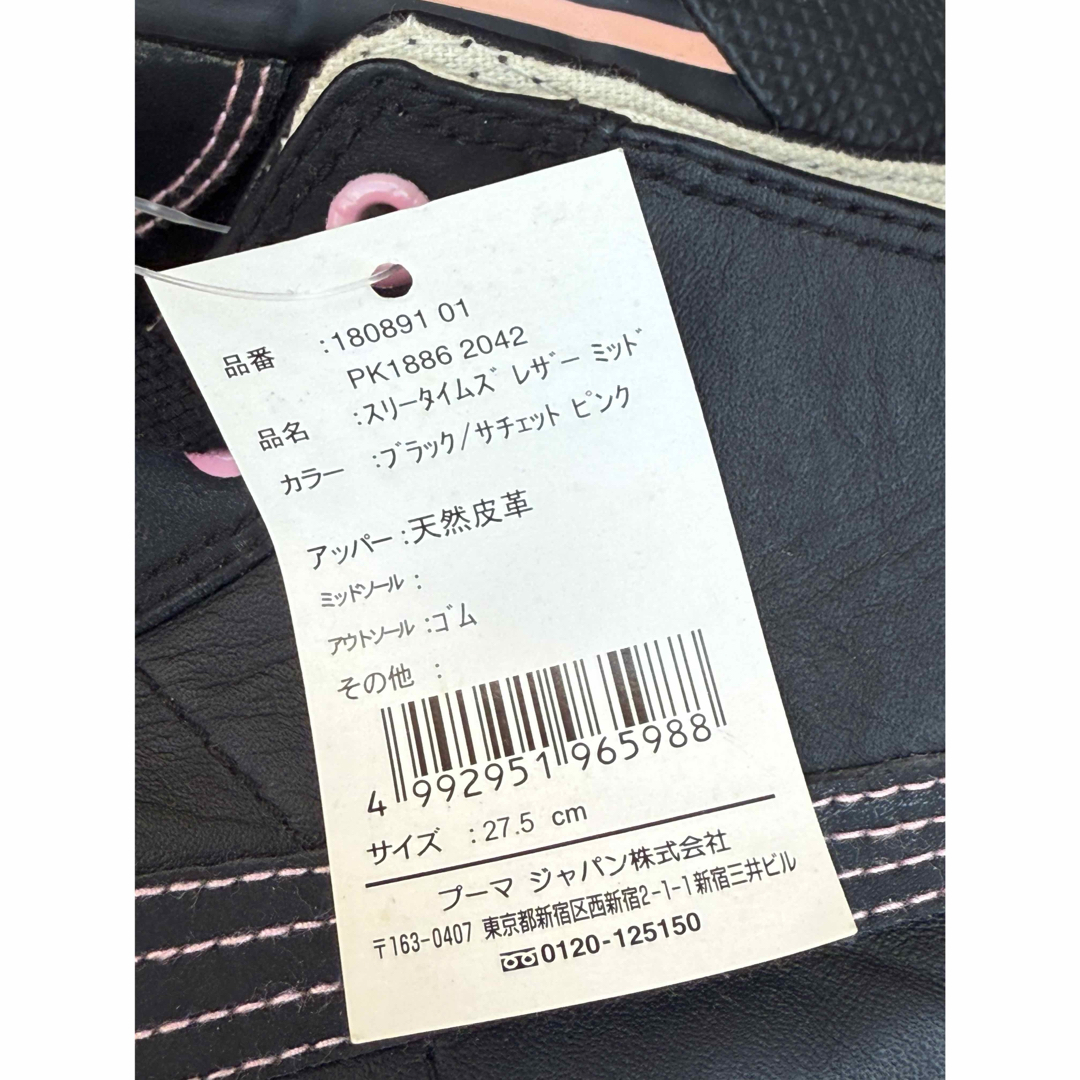 品番 :180891 01
PK1886 2042
品名 :スリータイムズ レザー ミッド
カラー :ブラック/サチェット ピンク
アッパー:天然皮革
ミッドソール :
アウトソール :ゴム
その他 :
4 992951 965988
サイズ :27.5 cm
プーマ ジャパン株式会社
〒163-0407 東京都新宿区西新宿2-1-1新宿三井ビル
0120-125150